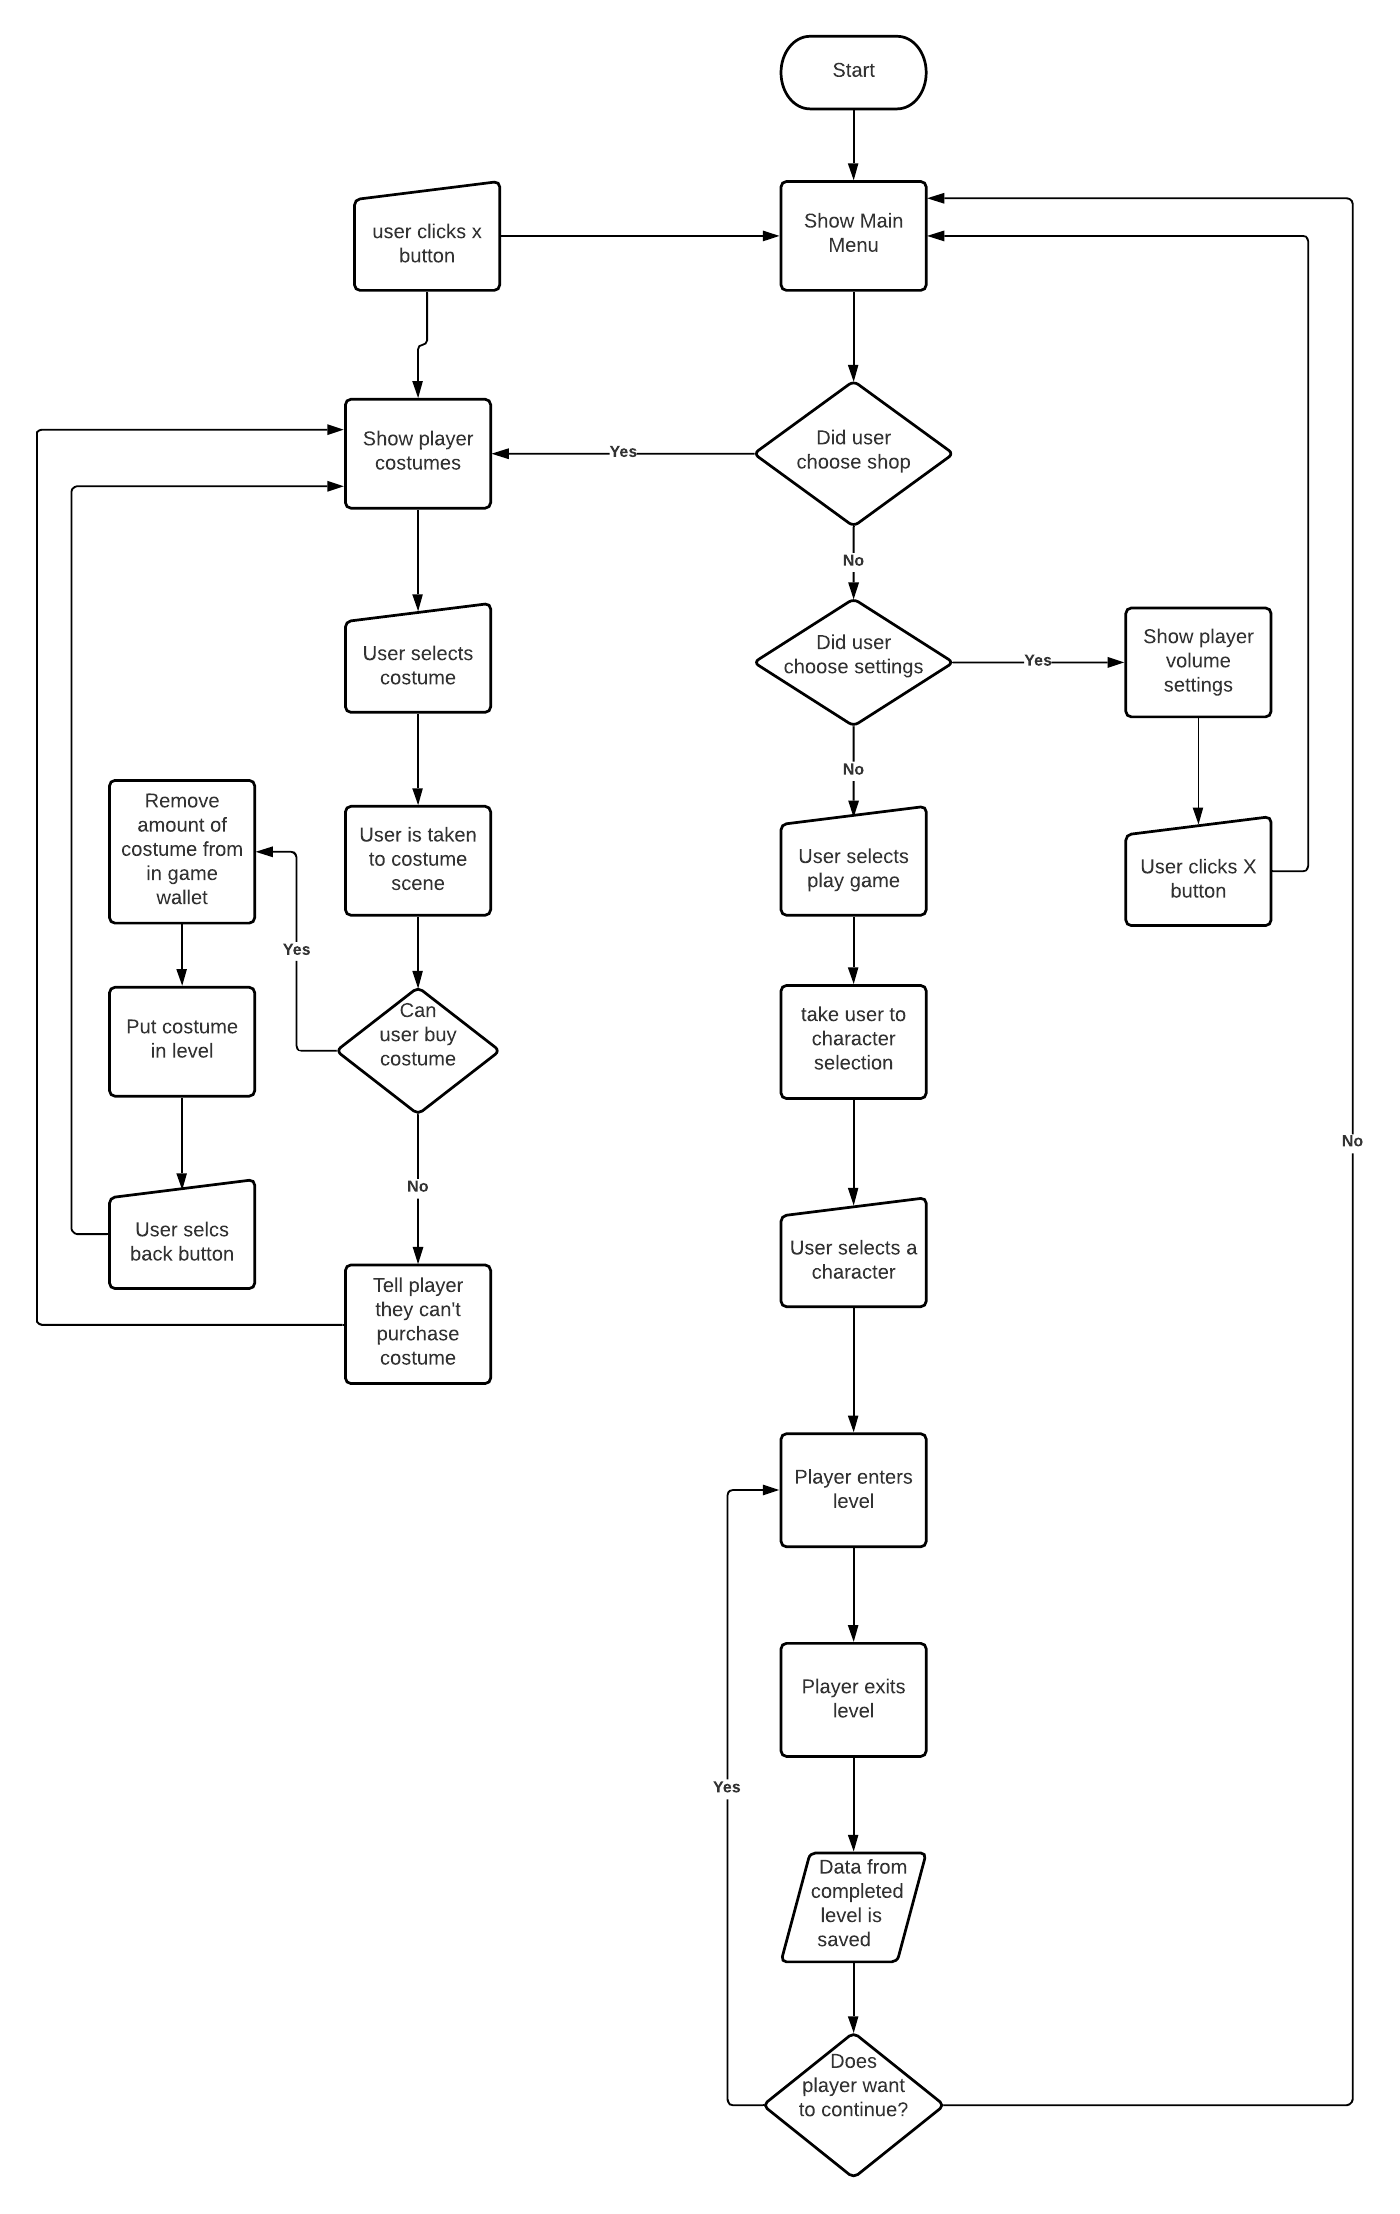 Start
user clicks x
button
Show Main
Menu
Show player
costumes
Yes
Did user
choose shop
No
User selects
costume
Did user
choose settings
Yes
Show player
volume
settings
No
Remove
amount of
costume from
in game
wallet
User is taken
to costume
scene
User selects
play game
User clicks X
button
Yes
Put costume
in level
Can
user buy
costume
take user to
character
selection
No
No
User selcs
back button
User selects a
character
Tell player
they can't
purchase
costume
Player enters
level
Player exits
level
Yes
Data from
completed
level is
saved
Does
player want
to continue?